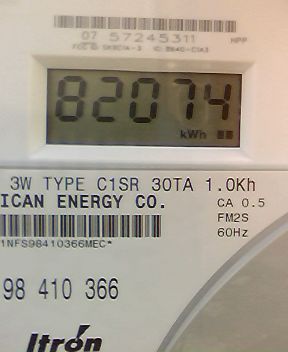 07 57245311
HPP
82074
kWh
3W TYPE C1SR 30TA 1.0Kh
ICAN ENERGY CO.
CA 0.5
FM2S
60Hz
1NFS98410366MEC*
98 410 366
Itron